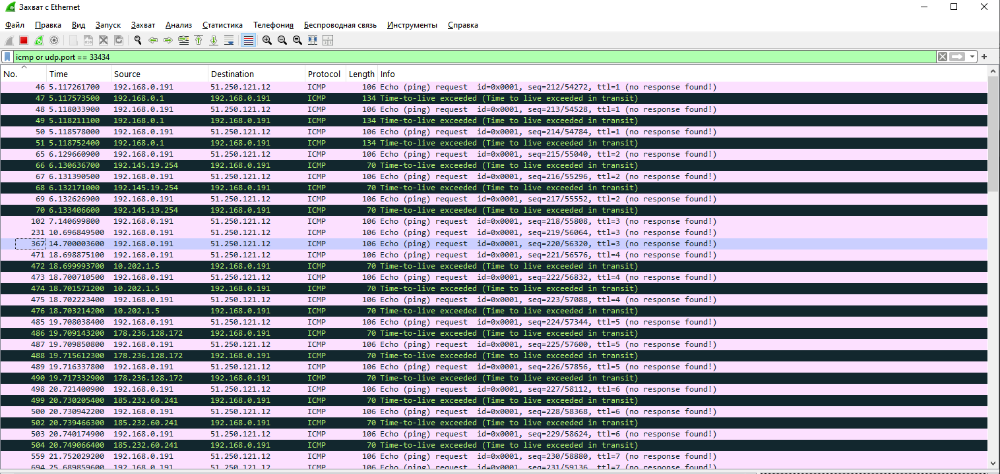 Захват с Ethernet
Файл Правка Вид Запуск Захват Анализ Статистика Телефония Беспроводная связь Инструменты Справка
icmp or udp.port == 33434
No. Time Source Destination Protocol Length Info
46 5.117261700 192.168.0.191 51.250.121.12 ICMP 106 Echo (ping) request id=0x0001, seq=212/54272, ttl=1 (no response found!)
47 5.117573500 192.168.0.1 192.168.0.191 ICMP 134 Time-to-live exceeded (Time to live exceeded in transit)
48 5.118033900 192.168.0.191 51.250.121.12 ICMP 106 Echo (ping) request id=0x0001, seq=213/54528, ttl=1 (no response found!)
49 5.118211100 192.168.0.1 192.168.0.191 ICMP 134 Time-to-live exceeded (Time to live exceeded in transit)
50 5.118578000 192.168.0.191 51.250.121.12 ICMP 106 Echo (ping) request id=0x0001, seq=214/54784, ttl=1 (no response found!)
51 5.118752400 192.168.0.1 192.168.0.191 ICMP 134 Time-to-live exceeded (Time to live exceeded in transit)
65 6.129660900 192.168.0.191 51.250.121.12 ICMP 106 Echo (ping) request id=0x0001, seq=215/55040, ttl=2 (no response found!)
66 6.130636700 192.145.19.254 192.168.0.191 ICMP 70 Time-to-live exceeded (Time to live exceeded in transit)
67 6.131390500 192.168.0.191 51.250.121.12 ICMP 106 Echo (ping) request id=0x0001, seq=216/55296, ttl=2 (no response found!)
68 6.132171000 192.145.19.254 192.168.0.191 ICMP 70 Time-to-live exceeded (Time to live exceeded in transit)
69 6.132626900 192.168.0.191 51.250.121.12 ICMP 106 Echo (ping) request id=0x0001, seq=217/55552, ttl=2 (no response found!)
70 6.133406600 192.145.19.254 192.168.0.191 ICMP 70 Time-to-live exceeded (Time to live exceeded in transit)
102 7.140699800 192.168.0.191 51.250.121.12 ICMP 106 Echo (ping) request id=0x0001, seq=218/55808, ttl=3 (no response found!)
231 10.696849500 192.168.0.191 51.250.121.12 ICMP 106 Echo (ping) request id=0x0001, seq=219/56064, ttl=3 (no response found!)
367 14.700003600 192.168.0.191 51.250.121.12 ICMP 106 Echo (ping) request id=0x0001, seq=220/56320, ttl=3 (no response found!)
471 18.698875100 192.168.0.191 51.250.121.12 ICMP 106 Echo (ping) request id=0x0001, seq=221/56576, ttl=4 (no response found!)
472 18.699993700 10.202.1.5 192.168.0.191 ICMP 70 Time-to-live exceeded (Time to live exceeded in transit)
473 18.700710500 192.168.0.191 51.250.121.12 ICMP 106 Echo (ping) request id=0x0001, seq=222/56832, ttl=4 (no response found!)
474 18.701571200 10.202.1.5 192.168.0.191 ICMP 70 Time-to-live exceeded (Time to live exceeded in transit)
475 18.702223400 192.168.0.191 51.250.121.12 ICMP 106 Echo (ping) request id=0x0001, seq=223/57088, ttl=4 (no response found!)
476 18.703214200 10.202.1.5 192.168.0.191 ICMP 70 Time-to-live exceeded (Time to live exceeded in transit)
485 19.708038400 192.168.0.191 51.250.121.12 ICMP 106 Echo (ping) request id=0x0001, seq=224/57344, ttl=5 (no response found!)
486 19.709143200 178.236.128.172 192.168.0.191 ICMP 70 Time-to-live exceeded (Time to live exceeded in transit)
487 19.709850800 192.168.0.191 51.250.121.12 ICMP 106 Echo (ping) request id=0x0001, seq=225/57600, ttl=5 (no response found!)
488 19.715612300 178.236.128.172 192.168.0.191 ICMP 70 Time-to-live exceeded (Time to live exceeded in transit)
489 19.716337800 192.168.0.191 51.250.121.12 ICMP 106 Echo (ping) request id=0x0001, seq=226/57856, ttl=5 (no response found!)
490 19.717332900 178.236.128.172 192.168.0.191 ICMP 70 Time-to-live exceeded (Time to live exceeded in transit)
498 20.721400900 192.168.0.191 51.250.121.12 ICMP 106 Echo (ping) request id=0x0001, seq=227/58112, ttl=6 (no response found!)
499 20.730205400 185.232.60.241 192.168.0.191 ICMP 70 Time-to-live exceeded (Time to live exceeded in transit)
500 20.730942200 192.168.0.191 51.250.121.12 ICMP 106 Echo (ping) request id=0x0001, seq=228/58368, ttl=6 (no response found!)
502 20.739466300 185.232.60.241 192.168.0.191 ICMP 70 Time-to-live exceeded (Time to live exceeded in transit)
503 20.740174900 192.168.0.191 51.250.121.12 ICMP 106 Echo (ping) request id=0x0001, seq=229/58624, ttl=6 (no response found!)
504 20.749066400 185.232.60.241 192.168.0.191 ICMP 70 Time-to-live exceeded (Time to live exceeded in transit)
559 21.752029200 192.168.0.191 51.250.121.12 ICMP 106 Echo (ping) request id=0x0001, seq=230/58880, ttl=7 (no response found!)
694 25.689859600 192.168.0.191 51.250.121.12 ICMP 106 Echo (ping) request id=0x0001, seq=231/59136, ttl=7 (no response found!)